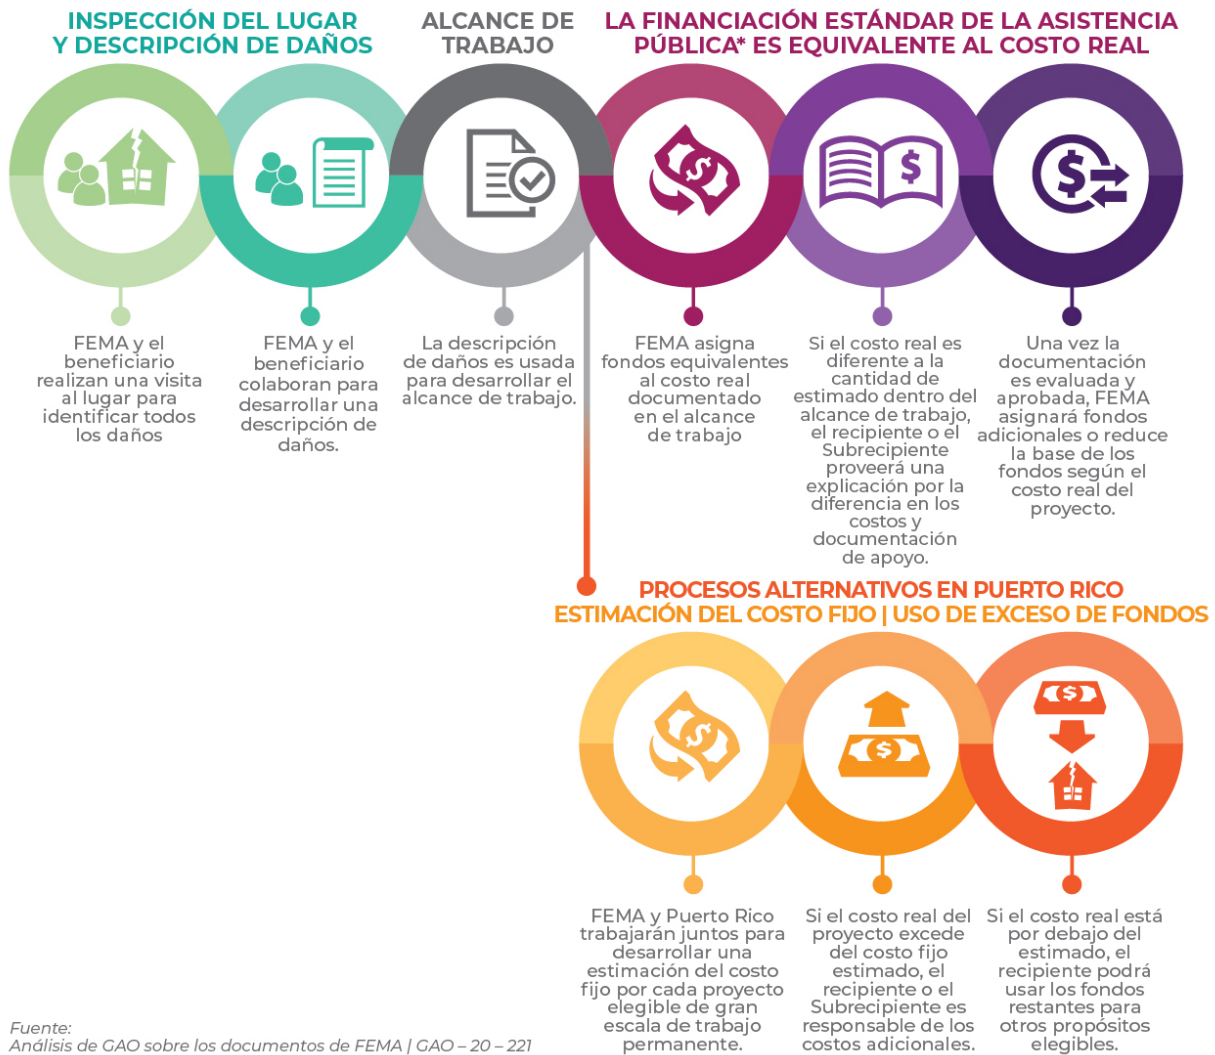 INSPECCIÓN DEL LUGAR
Y DESCRIPCIÓN DE DAÑOS
ALCANCE DE
TRABAJO
LA FINANCIACIÓN ESTÁNDAR DE LA ASISTENCIA
PÚBLICA* ES EQUIVALENTE AL COSTO REAL
FEMA y el
beneficiario
realizan una visita
al lugar para
identificar todos
los daños
FEMA y el
beneficiario
colaboran para
desarrollar una
descripción de
daños.
La descripción
de daños es usada
para desarrollar el
alcance de trabajo.
FEMA asigna
fondos equivalentes
al costo real
documentado
en el alcance
de trabajo
Si el costo real es
diferente a la
cantidad de
estimado dentro del
alcance de trabajo,
el recipiente o el
Subrecipiente
proveerá una
explicación por la
diferencia en los
costos y
documentación
de apoyo.
Una vez la
documentación
es evaluada y
aprobada, FEMA
asignará fondos
adicionales o reduce
la base de los
fondos según el
costo real del
proyecto.
PROCESOS ALTERNATIVOS EN PUERTO RICO
ESTIMACIÓN DEL COSTO FIJO | USO DE EXCESO DE FONDOS
FEMA y Puerto Rico
trabajarán juntos para
desarrollar una
estimación del costo
fijo por cada proyecto
elegible de gran
escala de trabajo
permanente.
Si el costo real del
proyecto excede
del costo fijo
estimado, el
recipiente o el
Subrecipiente es
responsable de los
costos adicionales.
Si el costo real está
por debajo del
estimado, el
recipiente podrá
usar los fondos
restantes para
otros propósitos
elegibles.
Fuente:
Análisis de GAO sobre los documentos de FEMA | GAO – 20 – 221